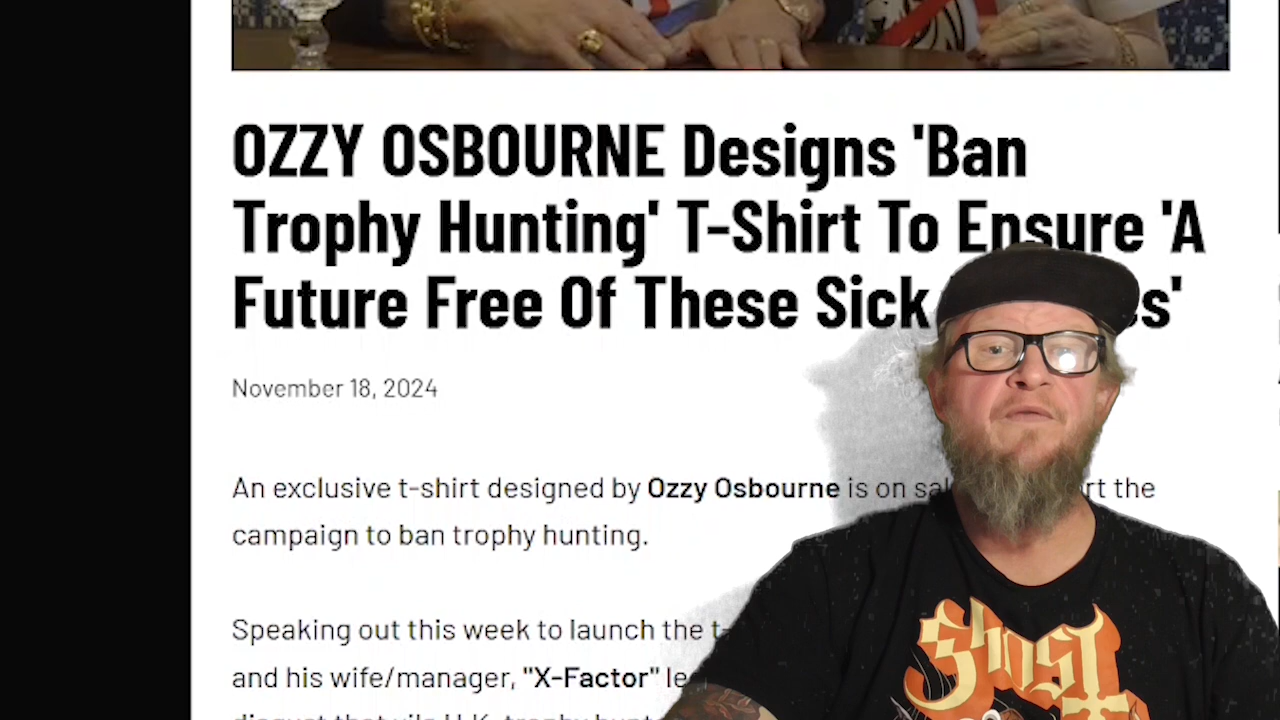 OZZY OSBOURNE Designs 'Ban
Trophy Hunting' T-Shirt To Ensure 'A
Future Free Of These Sick
November 18, 2024
An exclusive t-shirt designed by Ozzy Osbourne is on the
campaign to ban trophy hunting.
Speaking out this week to launch the
and his wife/manager, "X-Factor"
Ghost